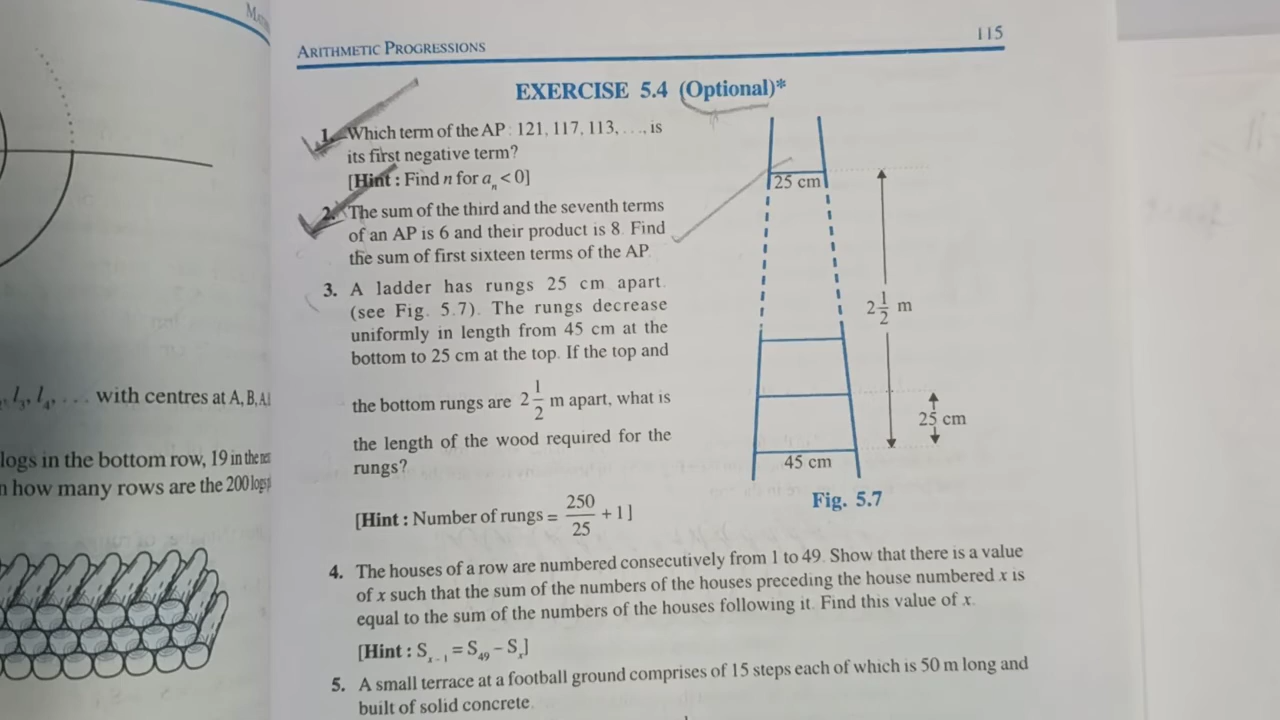 with centres at A, B, A
logs in the bottom row, 19 in the
how many rows are the 200 logs
ARITHMETIC PROGRESSIONS
115
EXERCISE 5.4 (Optional)*
1. Which term of the AP : 121, 117, 113, . . ., is
its first negative term?
[Hint : Find n for aₙ < 0]
2. The sum of the third and the seventh terms
of an AP is 6 and their product is 8. Find
the sum of first sixteen terms of the AP.
3. A ladder has rungs 25 cm apart.
(see Fig. 5.7). The rungs decrease
uniformly in length from 45 cm at the
bottom to 25 cm at the top. If the top and
the bottom rungs are 2 1/2 m apart, what is
the length of the wood required for the
rungs?
[Hint : Number of rungs = 250/25 + 1 ]
25 cm
2 1/2 m
25 cm
45 cm
Fig. 5.7
4. The houses of a row are numbered consecutively from 1 to 49. Show that there is a value
of x such that the sum of the numbers of the houses preceding the house numbered x is
equal to the sum of the numbers of the houses following it. Find this value of x.
[Hint : Sₓ₋₁ = S₄₉ – Sₓ]
5. A small terrace at a football ground comprises of 15 steps each of which is 50 m long and
built of solid concrete.